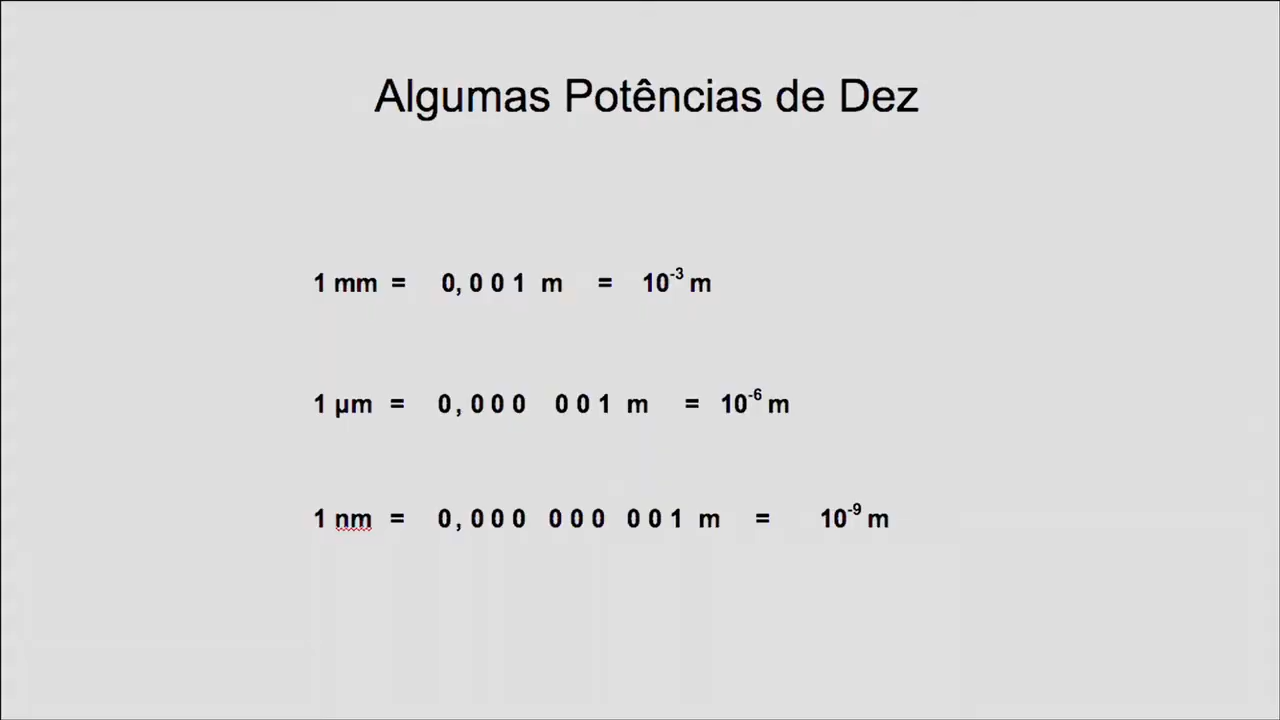 Algumas Potências de Dez
1 mm = 0, 0 0 1 m = 10⁻³ m
1 µm = 0 , 0 0 0 0 0 1 m = 10⁻⁶ m
1 nm = 0 , 0 0 0 0 0 0 0 0 1 m = 10⁻⁹ m